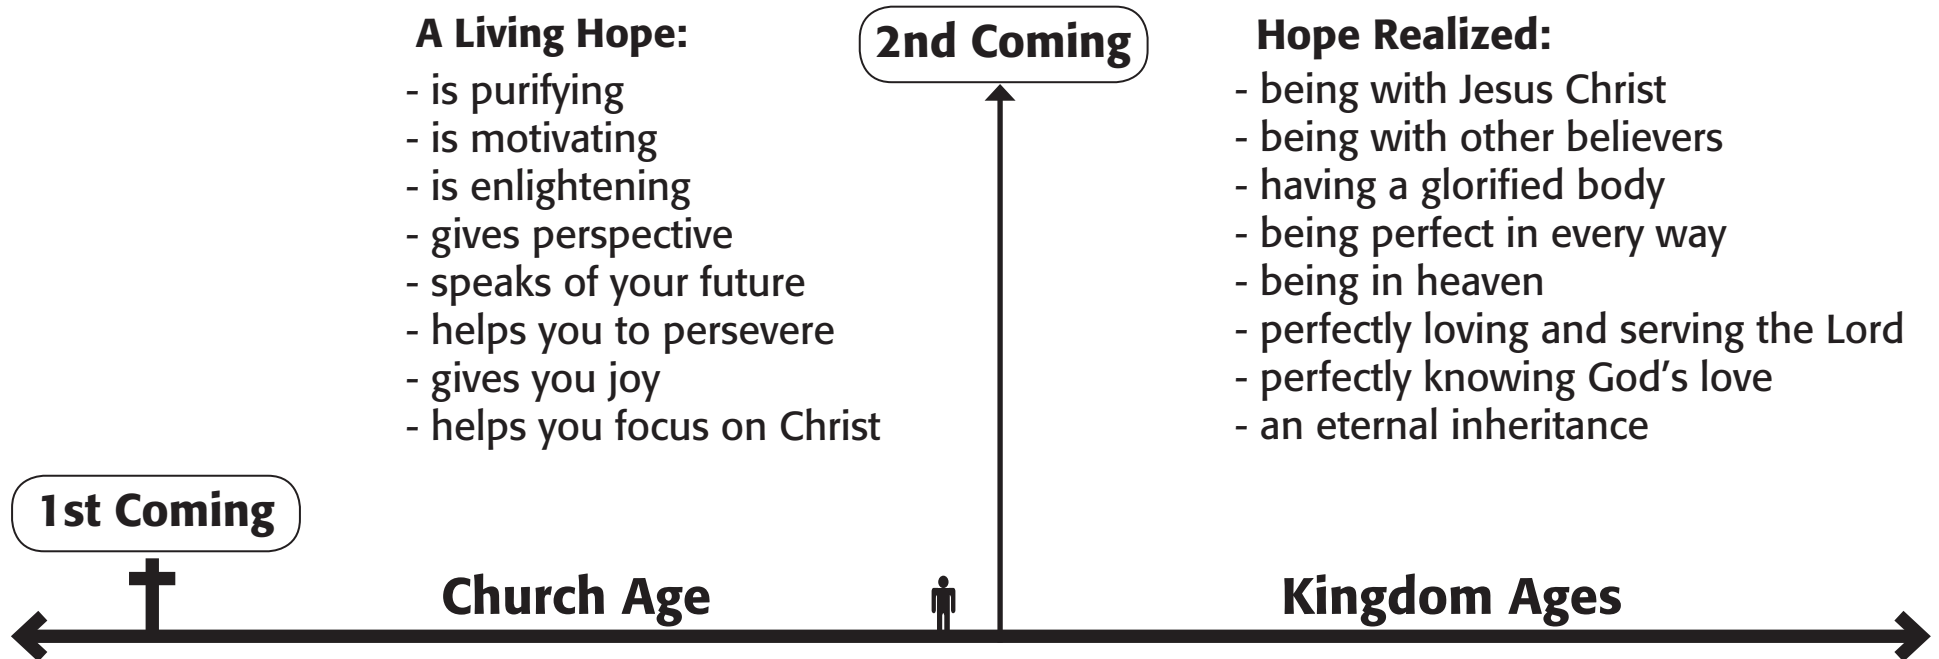 A Living Hope:
- is purifying
- is motivating
- is enlightening
- gives perspective
- speaks of your future
- helps you to persevere
- gives you joy
- helps you focus on Christ
2nd Coming
Hope Realized:
- being with Jesus Christ
- being with other believers
- having a glorified body
- being perfect in every way
- being in heaven
- perfectly loving and serving the Lord
- perfectly knowing God’s love
- an eternal inheritance
1st Coming
Church Age
Kingdom Ages